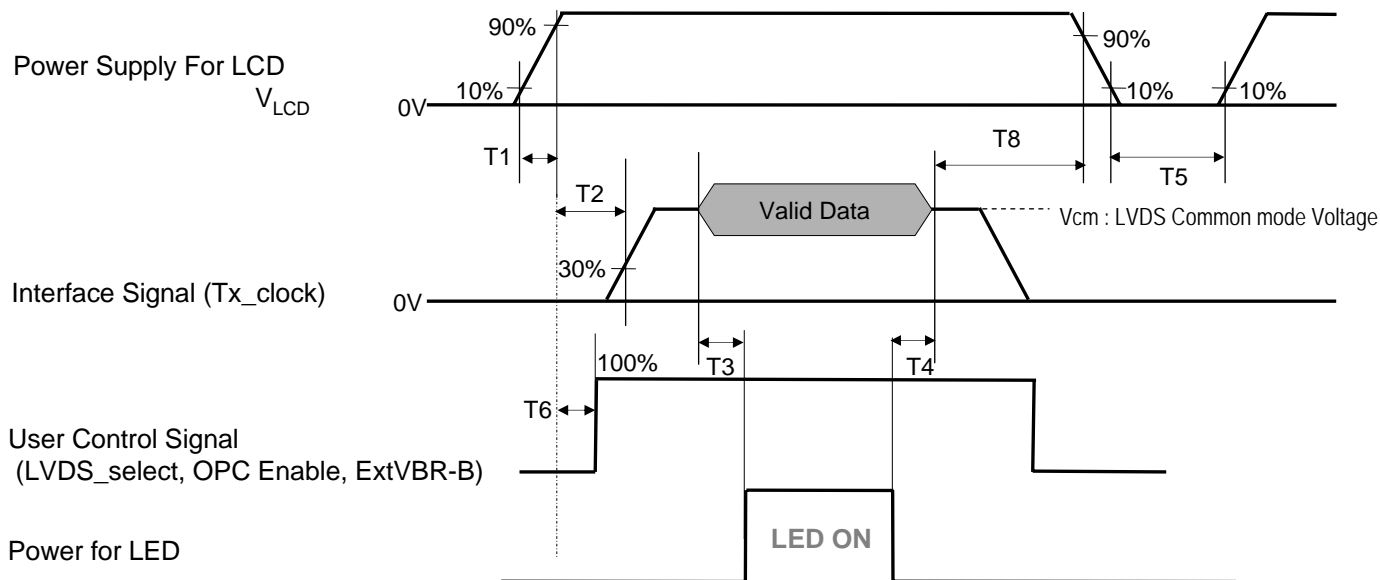 90%
90%
Power Supply For LCD
V_LCD
10%
0V
10%
10%
T1
T8
T5
T2
Valid Data
Vcm : LVDS Common mode Voltage
30%
Interface Signal (Tx_clock)
0V
100%
T3
T4
T6
User Control Signal
(LVDS_select, OPC Enable, ExtVBR-B)
LED ON
Power for LED